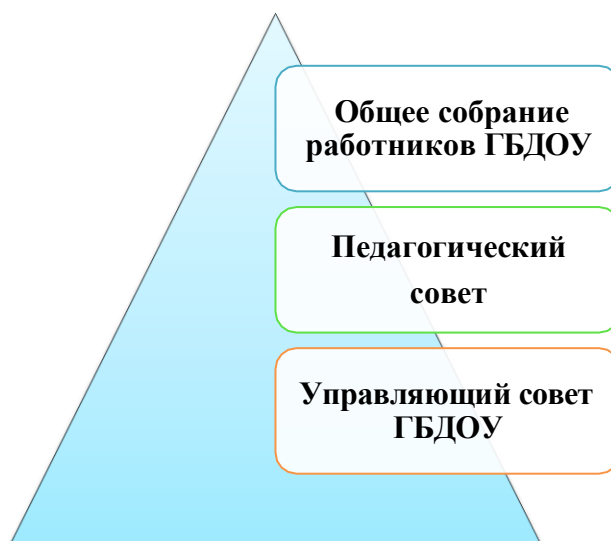 Общее собрание
работников ГБДОУ
Педагогический
совет
Управляющий совет
ГБДОУ